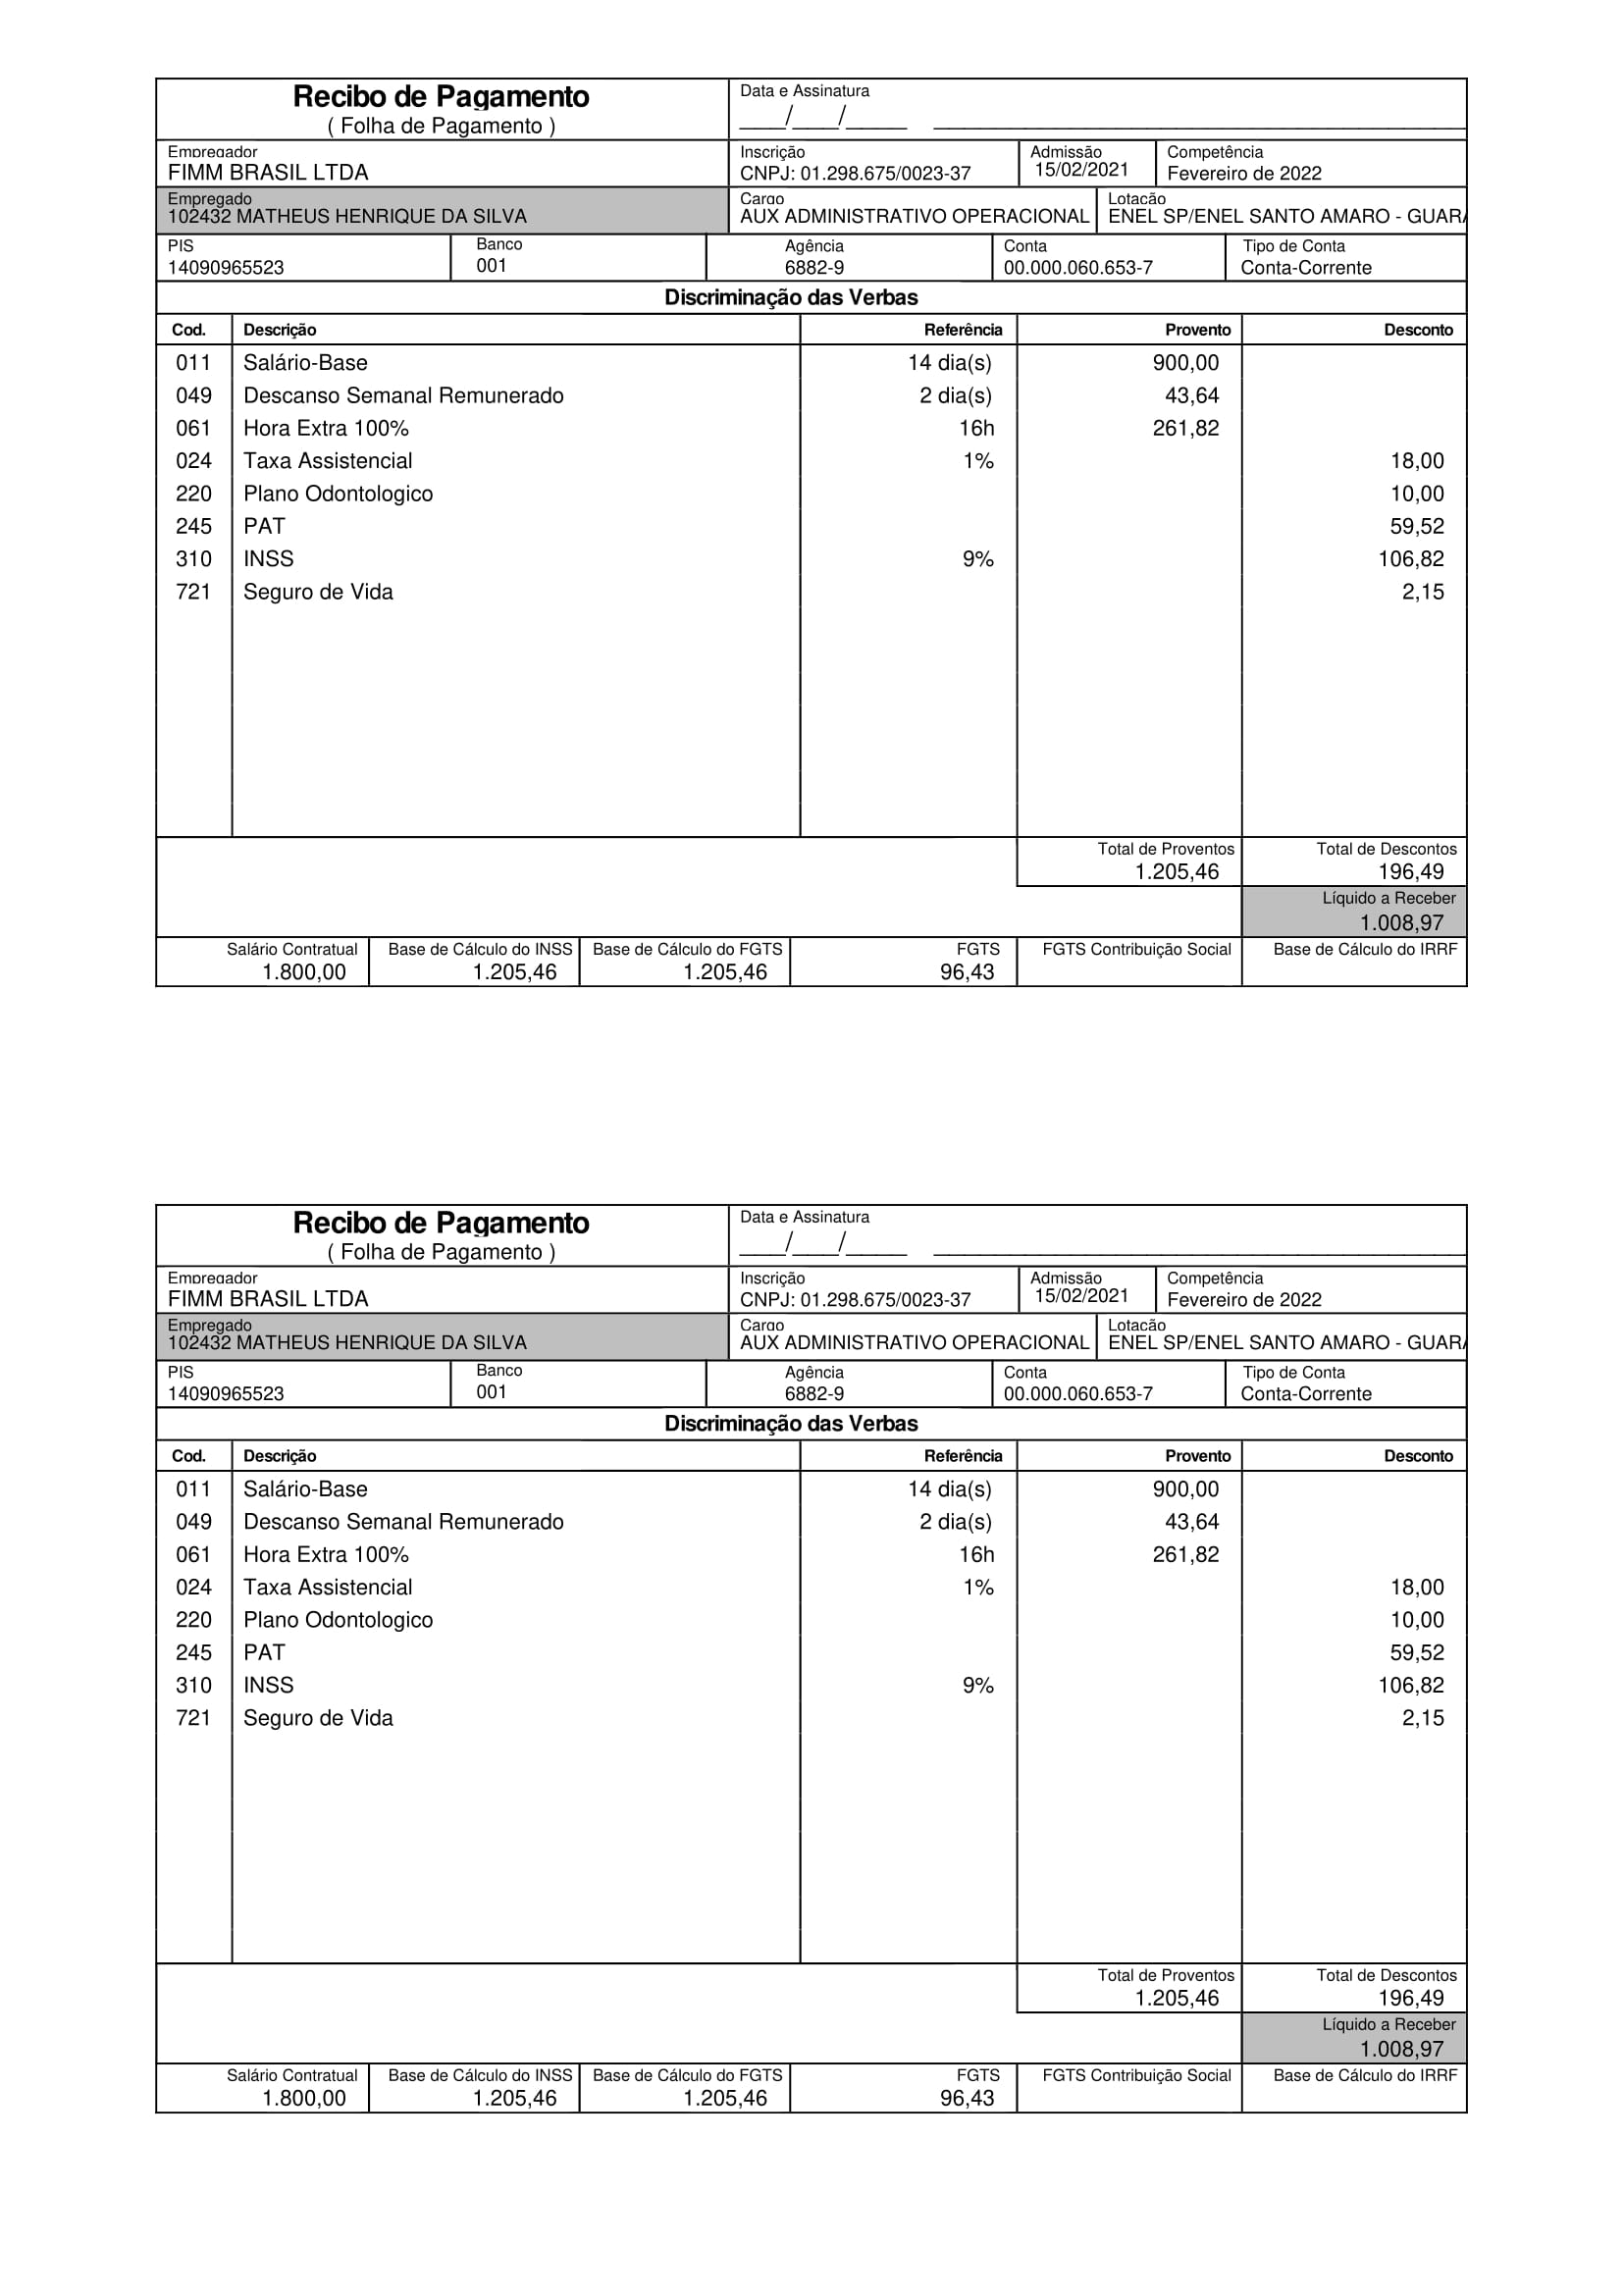 Recibo de Pagamento
( Folha de Pagamento )
Data e Assinatura
____/___/_____ 
Empregador
FIMM BRASIL LTDA
Inscrição
CNPJ: 01.298.675/0023-37
Admissão
15/02/2021
Competência
Fevereiro de 2022
Empregado
102432 MATHEUS HENRIQUE DA SILVA
Cargo
AUX ADMINISTRATIVO OPERACIONAL
Lotação
ENEL SP/ENEL SANTO AMARO - GUARA
PIS
14090965523
Banco
001
Agência
6882-9
Conta
00.000.060.653-7
Tipo de Conta
Conta-Corrente
Discriminação das Verbas
Cod. Descrição Referência Provento Desconto
011 Salário-Base 14 dia(s) 900,00
049 Descanso Semanal Remunerado 2 dia(s) 43,64
061 Hora Extra 100% 16h 261,82
024 Taxa Assistencial 1% 18,00
220 Plano Odontologico 10,00
245 PAT 59,52
310 INSS 9% 106,82
721 Seguro de Vida 2,15
Total de Proventos
1.205,46
Total de Descontos
196,49
Líquido a Receber
1.008,97
Salário Contratual
1.800,00
Base de Cálculo do INSS
1.205,46
Base de Cálculo do FGTS
1.205,46
FGTS
96,43
FGTS Contribuição Social
Base de Cálculo do IRRF
Recibo de Pagamento
( Folha de Pagamento )
Data e Assinatura
____/___/_____ 
Empregador
FIMM BRASIL LTDA
Inscrição
CNPJ: 01.298.675/0023-37
Admissão
15/02/2021
Competência
Fevereiro de 2022
Empregado
102432 MATHEUS HENRIQUE DA SILVA
Cargo
AUX ADMINISTRATIVO OPERACIONAL
Lotação
ENEL SP/ENEL SANTO AMARO - GUARA
PIS
14090965523
Banco
001
Agência
6882-9
Conta
00.000.060.653-7
Tipo de Conta
Conta-Corrente
Discriminação das Verbas
Cod. Descrição Referência Provento Desconto
011 Salário-Base 14 dia(s) 900,00
049 Descanso Semanal Remunerado 2 dia(s) 43,64
061 Hora Extra 100% 16h 261,82
024 Taxa Assistencial 1% 18,00
220 Plano Odontologico 10,00
245 PAT 59,52
310 INSS 9% 106,82
721 Seguro de Vida 2,15
Total de Proventos
1.205,46
Total de Descontos
196,49
Líquido a Receber
1.008,97
Salário Contratual
1.800,00
Base de Cálculo do INSS
1.205,46
Base de Cálculo do FGTS
1.205,46
FGTS
96,43
FGTS Contribuição Social
Base de Cálculo do IRRF